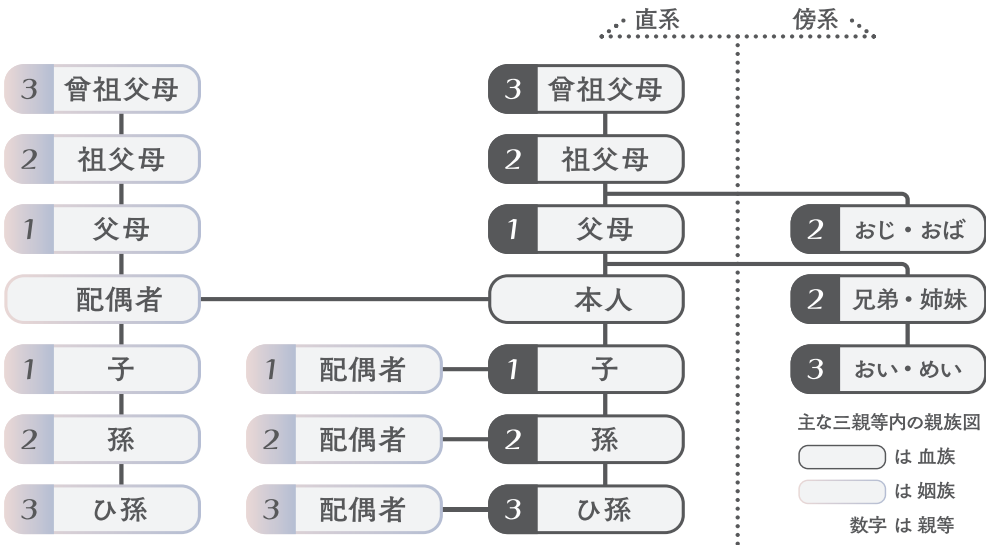 直系 傍系
3 曾祖父母 3 曾祖父母
2 祖父母 2 祖父母
1 父母 1 父母 2 おじ・おば
配偶者 本人 2 兄弟・姉妹
1 子 1 配偶者 1 子 3 おい・めい
2 孫 2 配偶者 2 孫
3 ひ孫 3 配偶者 3 ひ孫
主な三親等内の親族図
は 血族
は 姻族
数字 は 親等